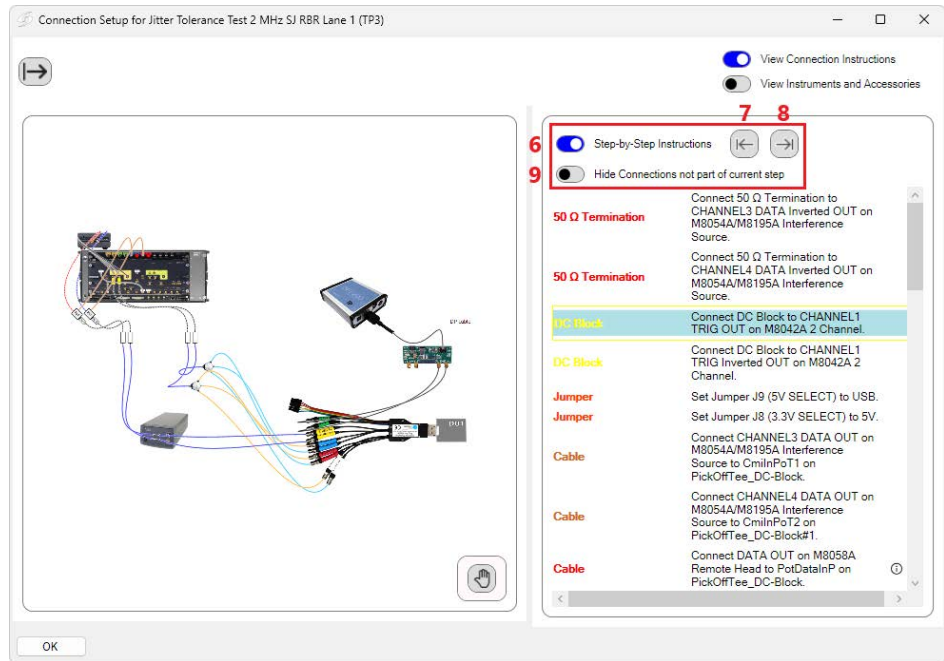 Connection Setup for Jitter Tolerance Test 2 MHz SJ RBR Lane 1 (TP3)
View Connection Instructions
View Instruments and Accessories
7 8
6 Step-by-Step Instructions
9 Hide Connections not part of current step
50 Ω Termination
Connect 50 Ω Termination to
CHANNEL3 DATA Inverted OUT on
M8054A/M8195A Interference
Source.
50 Ω Termination
Connect 50 Ω Termination to
CHANNEL4 DATA Inverted OUT on
M8054A/M8195A Interference
Source.
DC Block
Connect DC Block to CHANNEL1
TRIG OUT on M8042A 2 Channel.
DC Block
Connect DC Block to CHANNEL1
TRIG Inverted OUT on M8042A 2
Channel.
Jumper Set Jumper J9 (5V SELECT) to USB.
Jumper Set Jumper J8 (3.3V SELECT) to 5V.
Cable
Connect CHANNEL3 DATA OUT on
M8054A/M8195A Interference
Source to CmiInPoT1 on
PickOffTee_DC-Block.
Cable
Connect CHANNEL4 DATA OUT on
M8054A/M8195A Interference
Source to CmiInPoT2 on
PickOffTee_DC-Block#1.
Cable
Connect DATA OUT on M8058A
Remote Head to PotDataInP on
PickOffTee_DC-Block.
DUT
OK